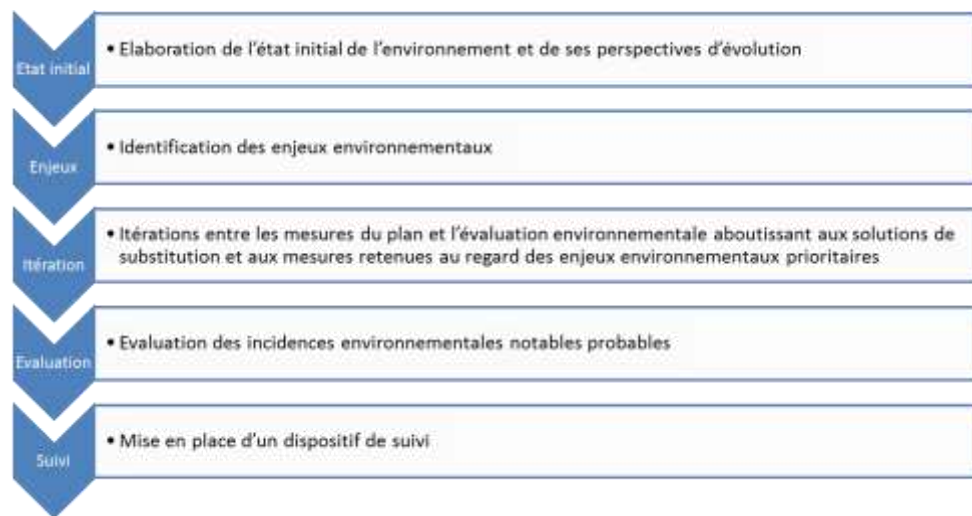 Etat initial
• Elaboration de l'état initial de l'environnement et de ses perspectives d'évolution
Enjeux
• Identification des enjeux environnementaux
Itération
• Itérations entre les mesures du plan et l'évaluation environnementale aboutissant aux solutions de
substitution et aux mesures retenues au regard des enjeux environnementaux prioritaires
Evaluation
• Evaluation des incidences environnementales notables probables
Suivi
• Mise en place d'un dispositif de suivi